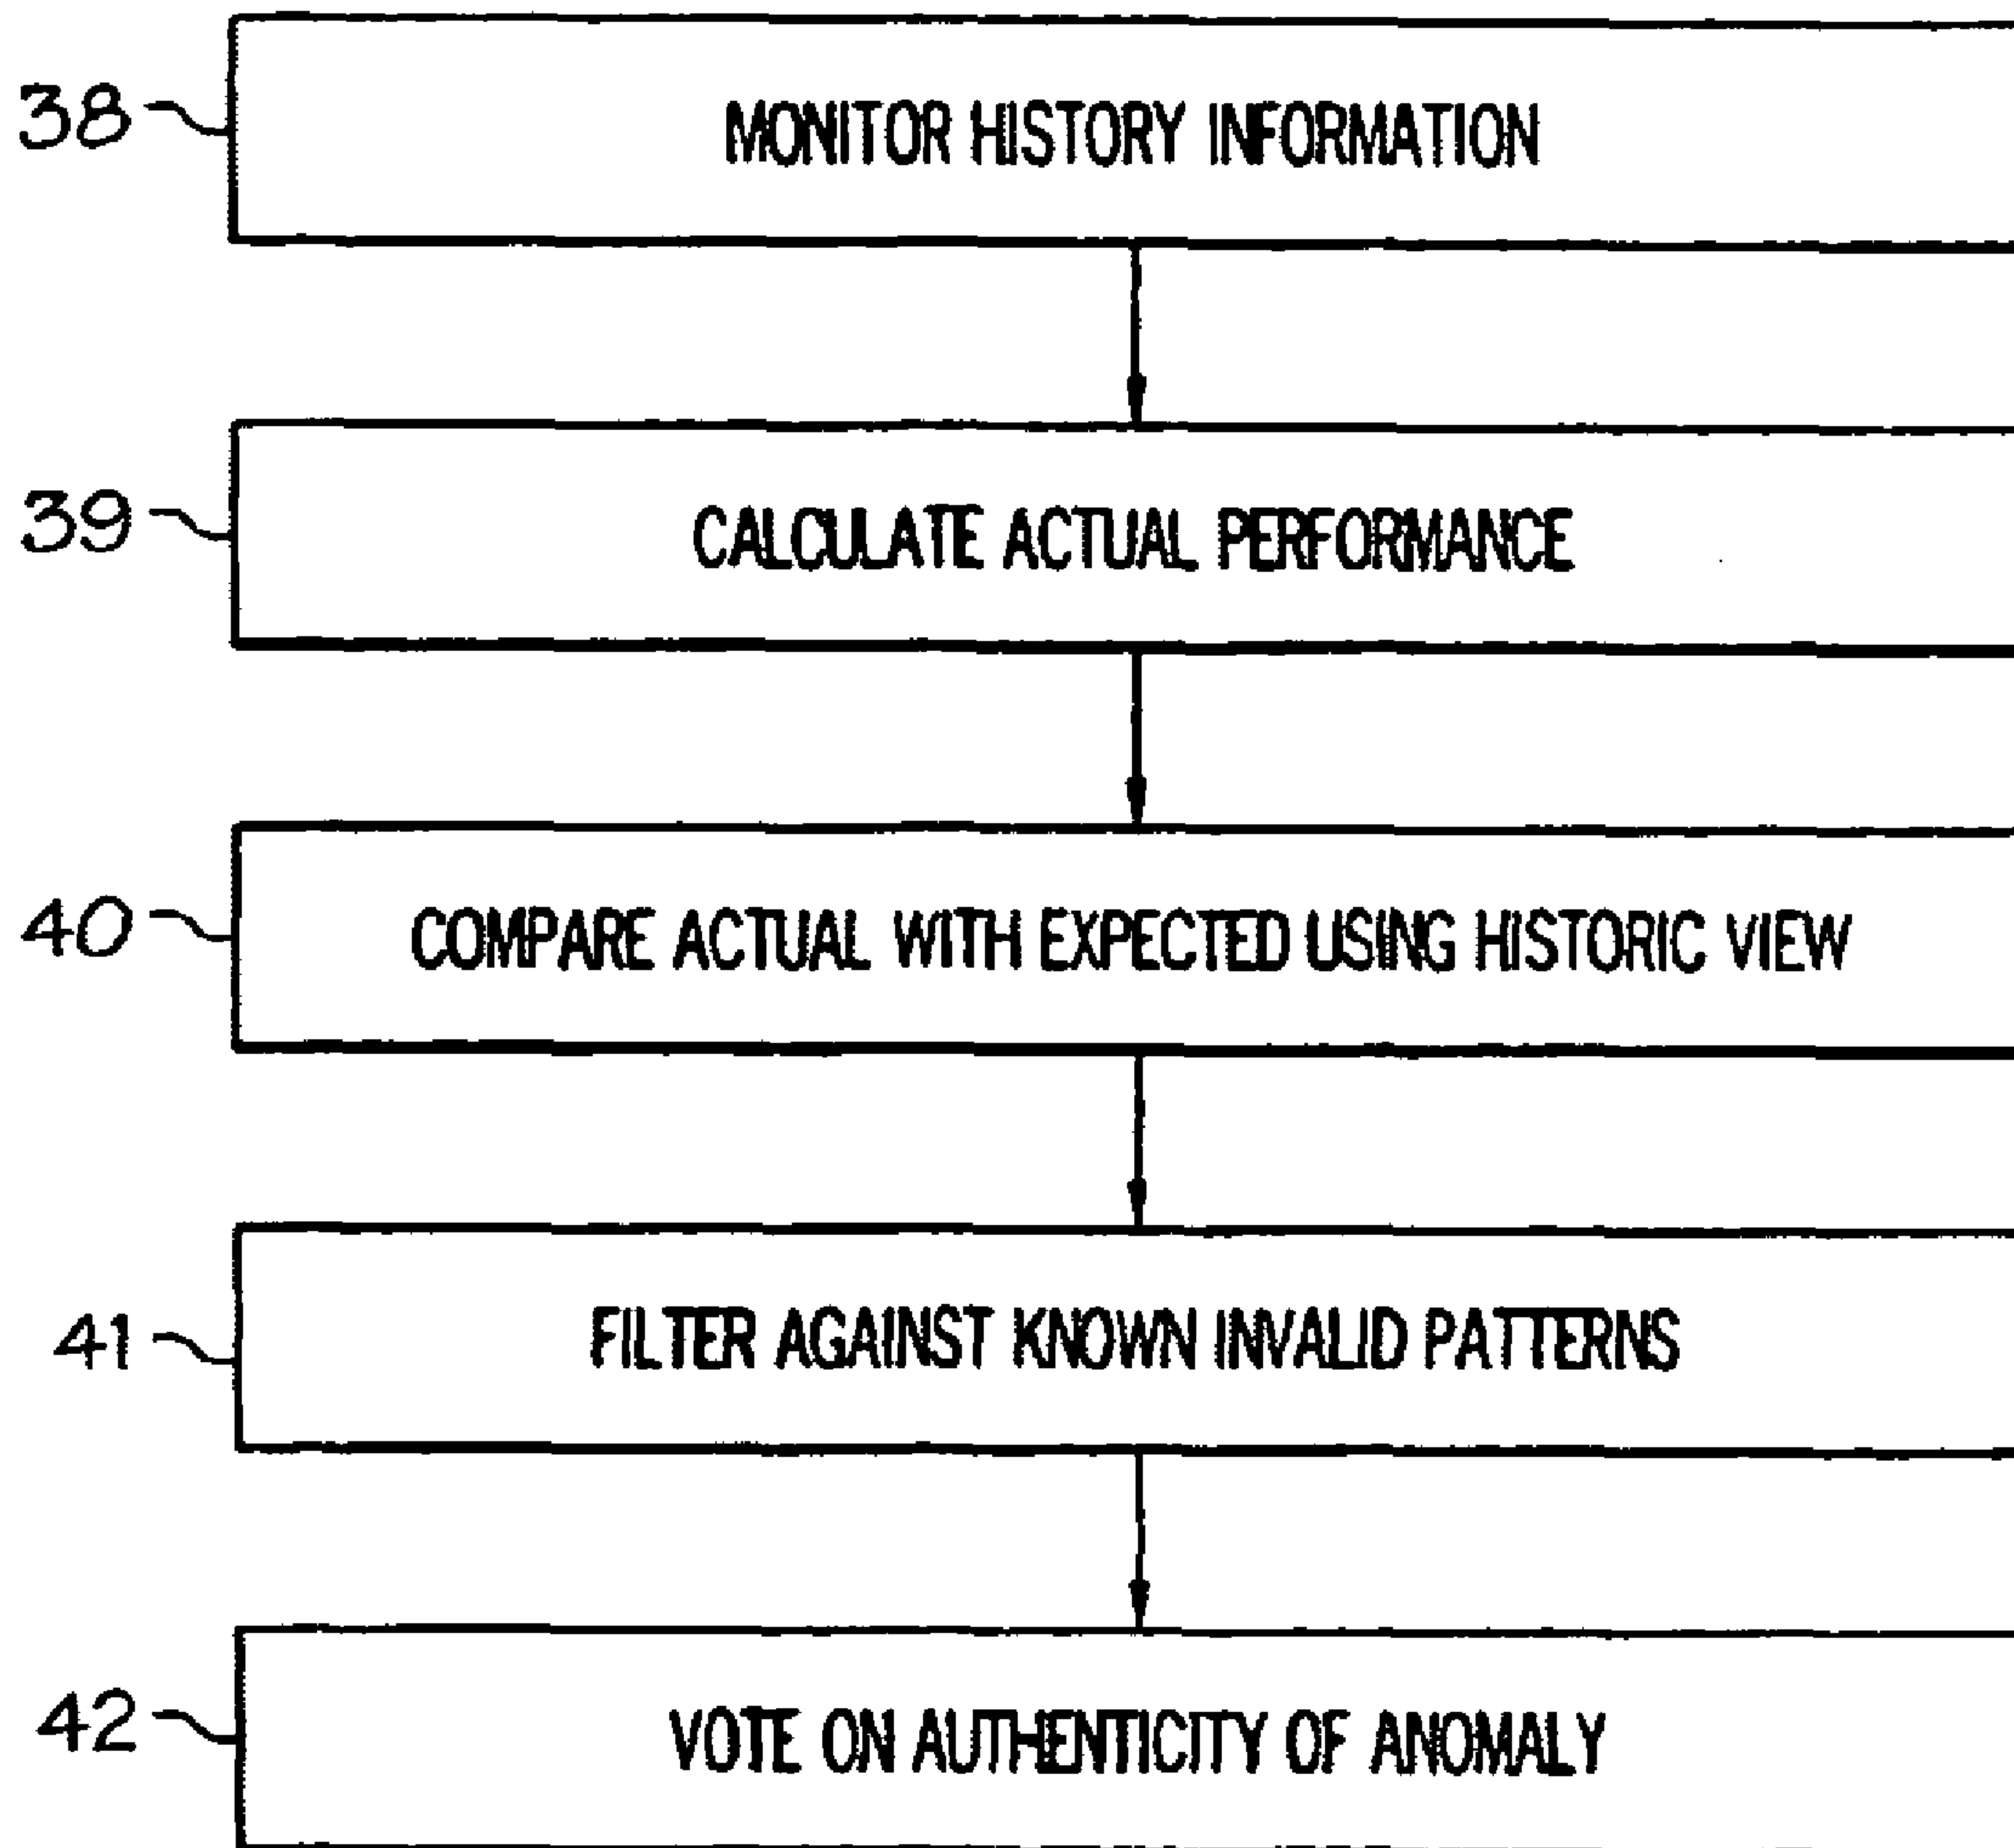 38 MONITOR HISTORY INFORMATION
39 CALCULATE ACTUAL PERFORMANCE
40 COMPARE ACTUAL WITH EXPECTED USING HISTORIC VIEW
41 FILTER AGAINST KNOWN INVALID PATTERNS
42 VOTE ON AUTHENTICITY OF ANOMALY